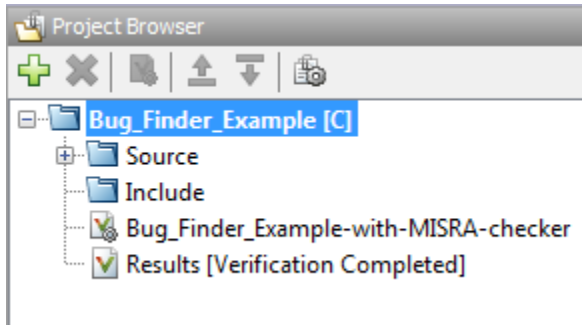 Project Browser
Bug_Finder_Example [C]
Source
Include
Bug_Finder_Example-with-MISRA-checker
Results [Verification Completed]